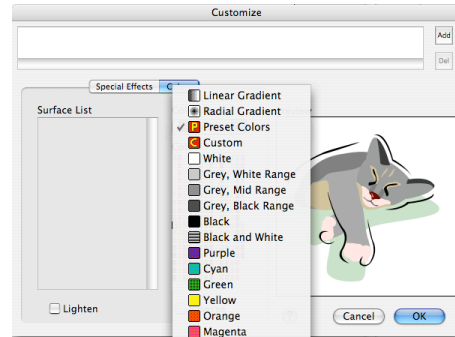 Customize
Add
Del
Special Effects
Surface List
Linear Gradient
Radial Gradient
Preset Colors
Custom
White
Grey, White Range
Grey, Mid Range
Grey, Black Range
Black
Black and White
Purple
Cyan
Green
Yellow
Orange
Magenta
Lighten
Cancel
OK